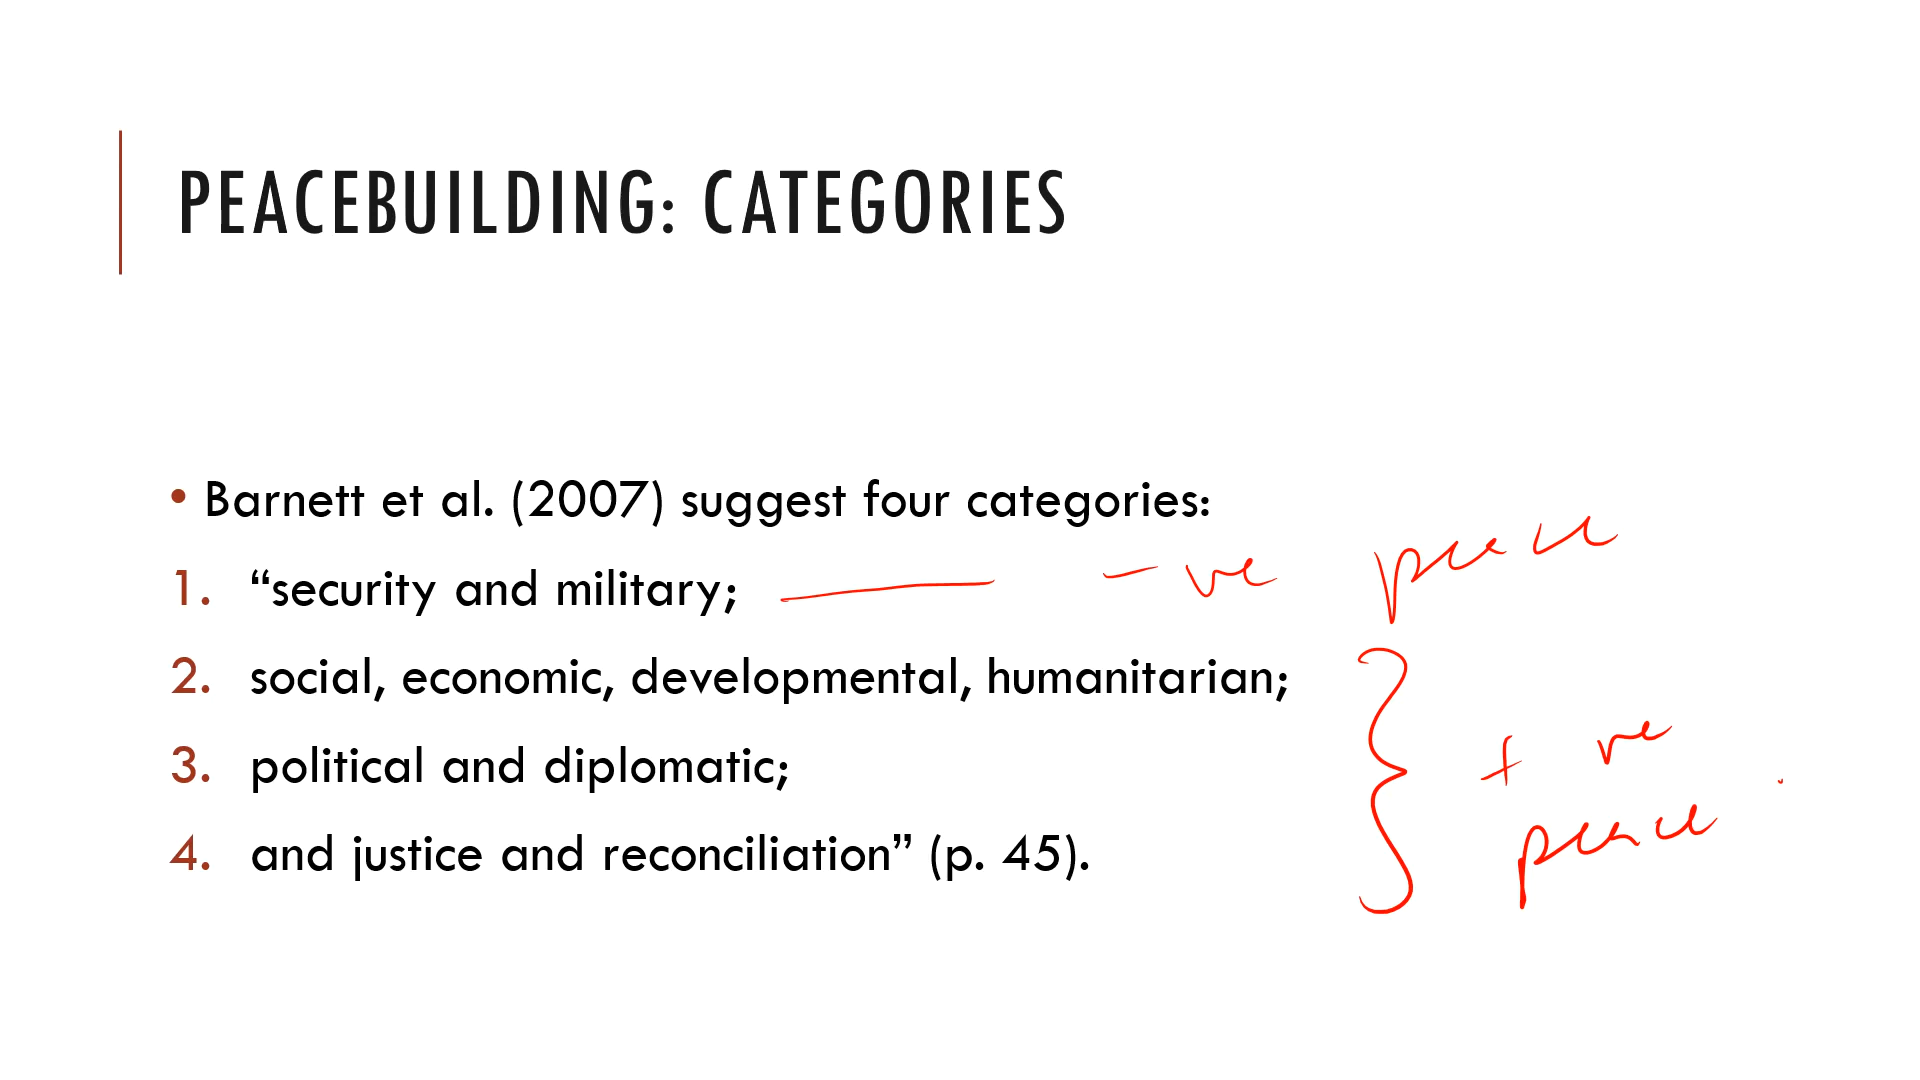 PEACEBUILDING: CATEGORIES
• Barnett et al. (2007) suggest four categories:
1. “security and military; — - ve peace
2. social, economic, developmental, humanitarian;
3. political and diplomatic; + ve
4. and justice and reconciliation” (p. 45). peace